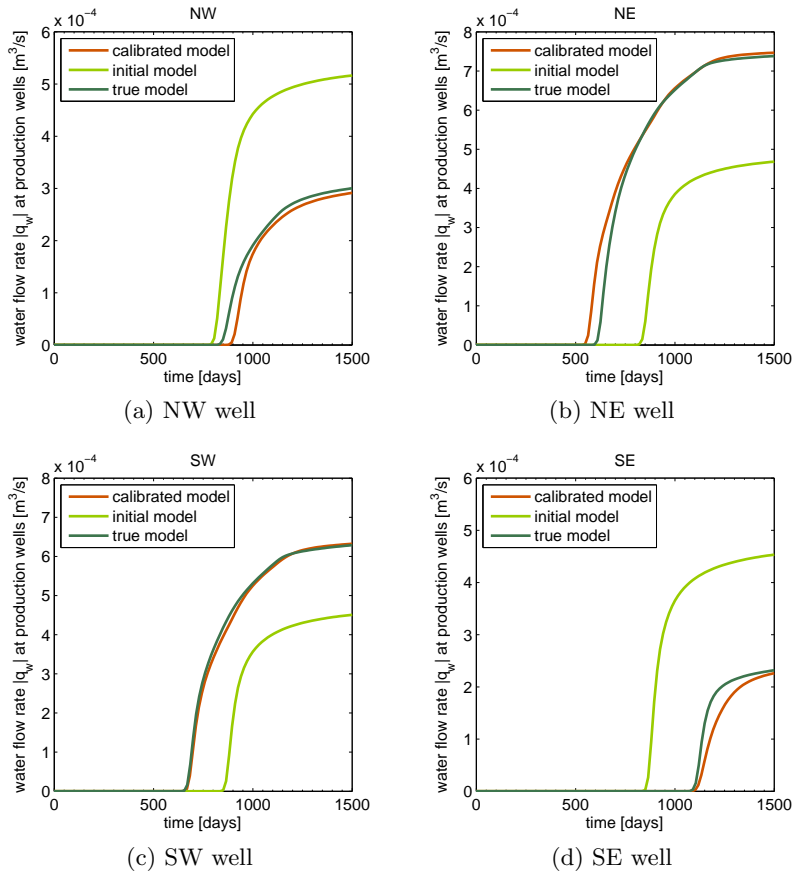 NW
x 10⁻⁴
water flow rate |q_w| at production wells [m³/s]
6
5
4
3
2
1
0
calibrated model
initial model
true model
0 500 1000 1500
time [days]
(a) NW well
NE
x 10⁻⁴
water flow rate |q_w| at production wells [m³/s]
8
7
6
5
4
3
2
1
0
calibrated model
initial model
true model
0 500 1000 1500
time [days]
(b) NE well
SW
x 10⁻⁴
water flow rate |q_w| at production wells [m³/s]
8
7
6
5
4
3
2
1
0
calibrated model
initial model
true model
0 500 1000 1500
time [days]
(c) SW well
SE
x 10⁻⁴
water flow rate |q_w| at production wells [m³/s]
6
5
4
3
2
1
0
calibrated model
initial model
true model
0 500 1000 1500
time [days]
(d) SE well